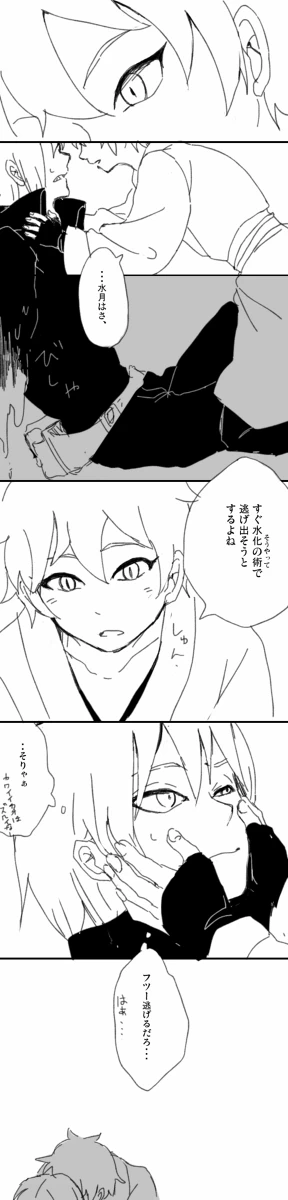 ‥水月はさ、
びしゃ
すぐ水化の術で
そうやって
逃げ出そうと
するよね
しゅん
‥そりゃぁ
フツー逃げるだろ‥
はあ‥‥